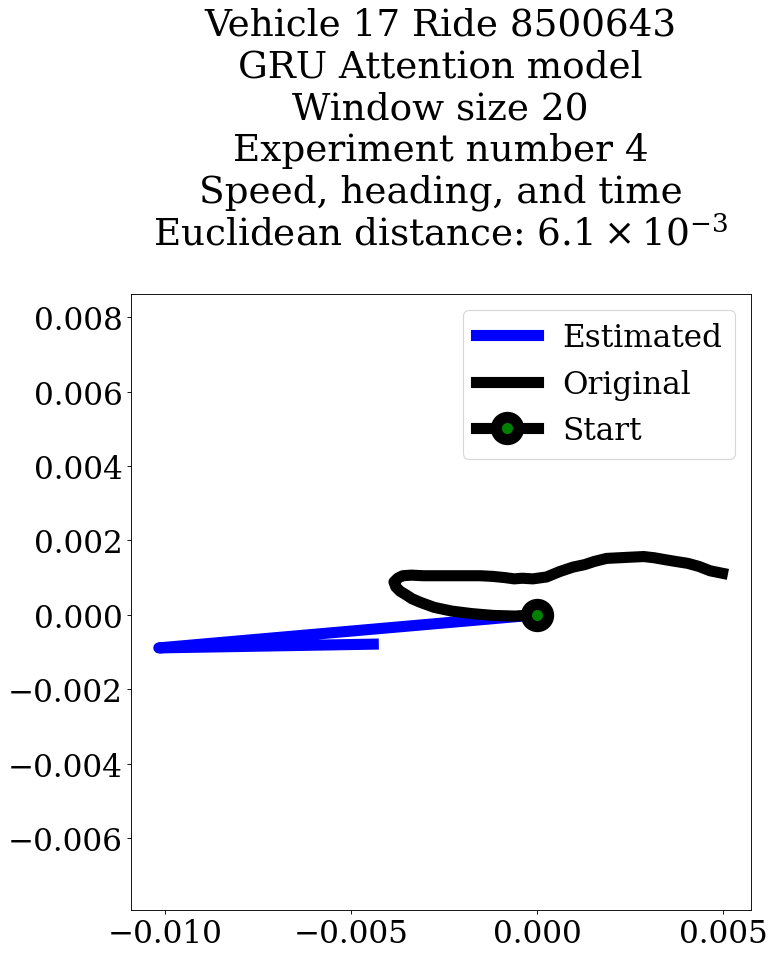 Vehicle 17 Ride 8500643
GRU Attention model
Window size 20
Experiment number 4
Speed, heading, and time
Euclidean distance: 6.1 × 10⁻³
Estimated
Original
Start
0.008
0.006
0.004
0.002
0.000
−0.002
−0.004
−0.006
−0.010 −0.005 0.000 0.005